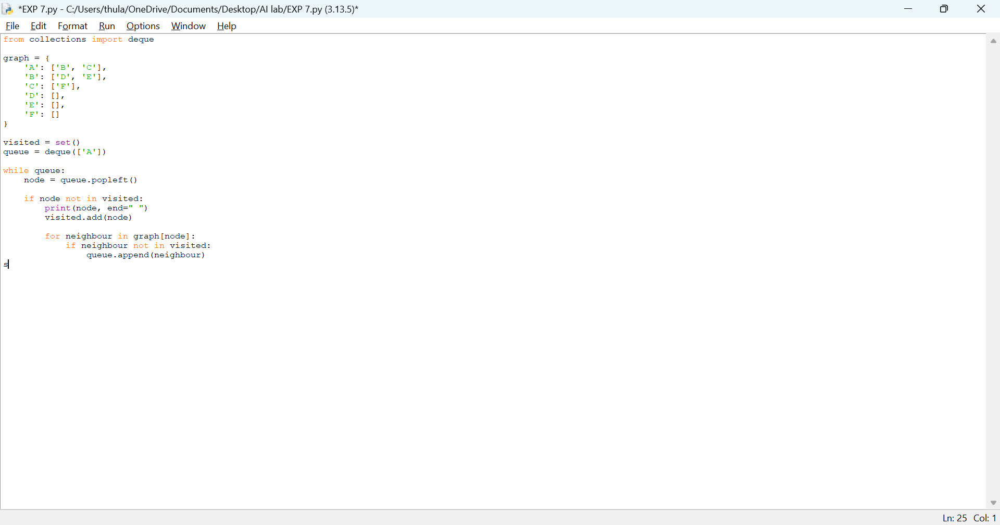 *EXP 7.py - C:/Users/thula/OneDrive/Documents/Desktop/AI lab/EXP 7.py (3.13.5)*
File Edit Format Run Options Window Help
from collections import deque

graph = {
    'A': ['B', 'C'],
    'B': ['D', 'E'],
    'C': ['F'],
    'D': [],
    'E': [],
    'F': []
}

visited = set()
queue = deque(['A'])

while queue:
    node = queue.popleft()

    if node not in visited:
        print(node, end=" ")
        visited.add(node)

        for neighbour in graph[node]:
            if neighbour not in visited:
                queue.append(neighbour)
s
Ln: 25 Col: 1